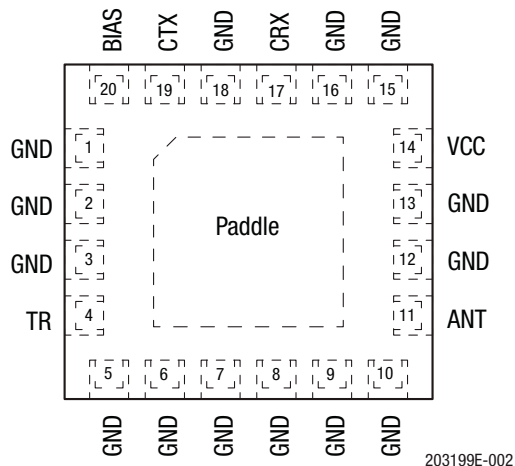 BIAS CTX GND CRX GND GND
20 19 18 17 16 15
GND 1 14 VCC
GND 2 13 GND
Paddle
GND 3 12 GND
TR 4 11 ANT
5 6 7 8 9 10
GND GND GND GND GND GND
203199E-002